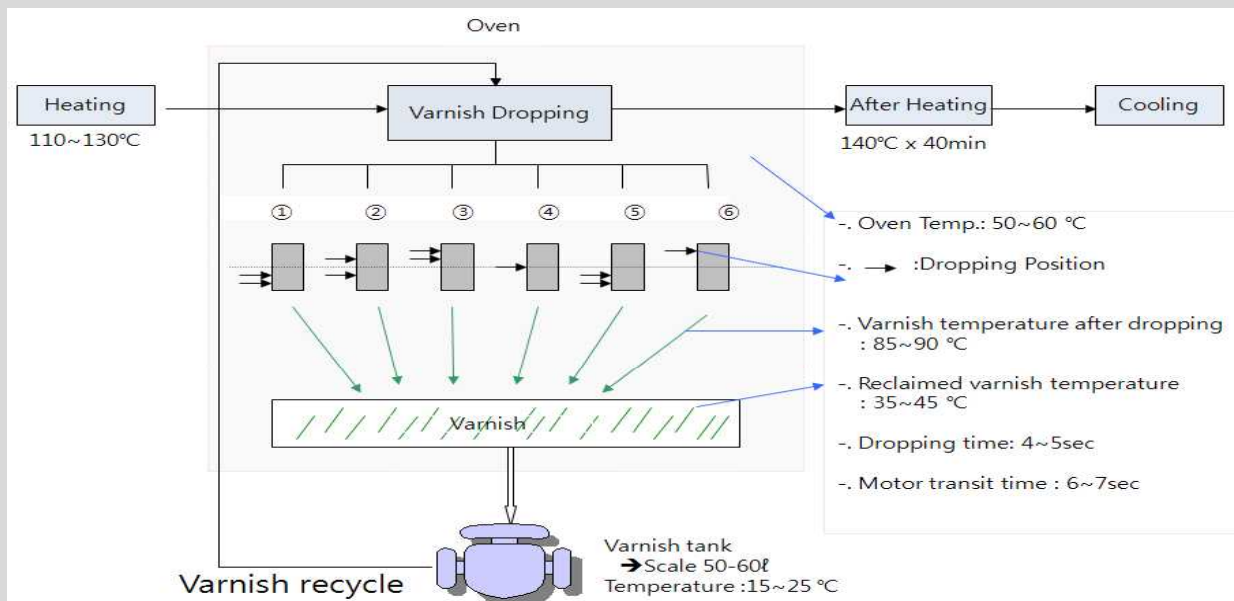 Oven
Heating
110~130℃
Varnish Dropping
After Heating
140℃ x 40min
Cooling
① ② ③ ④ ⑤ ⑥
-. Oven Temp.: 50~60 ℃
-. → :Dropping Position
-. Varnish temperature after dropping
: 85~90 ℃
-. Reclaimed varnish temperature
: 35~45 ℃
-. Dropping time: 4~5sec
-. Motor transit time : 6~7sec
Varnish
Varnish tank
➔Scale 50-60ℓ
Temperature :15~25 ℃
Varnish recycle